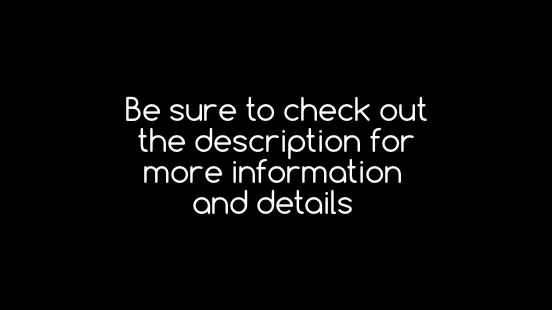 Be sure to check out
the description for
more information
and details